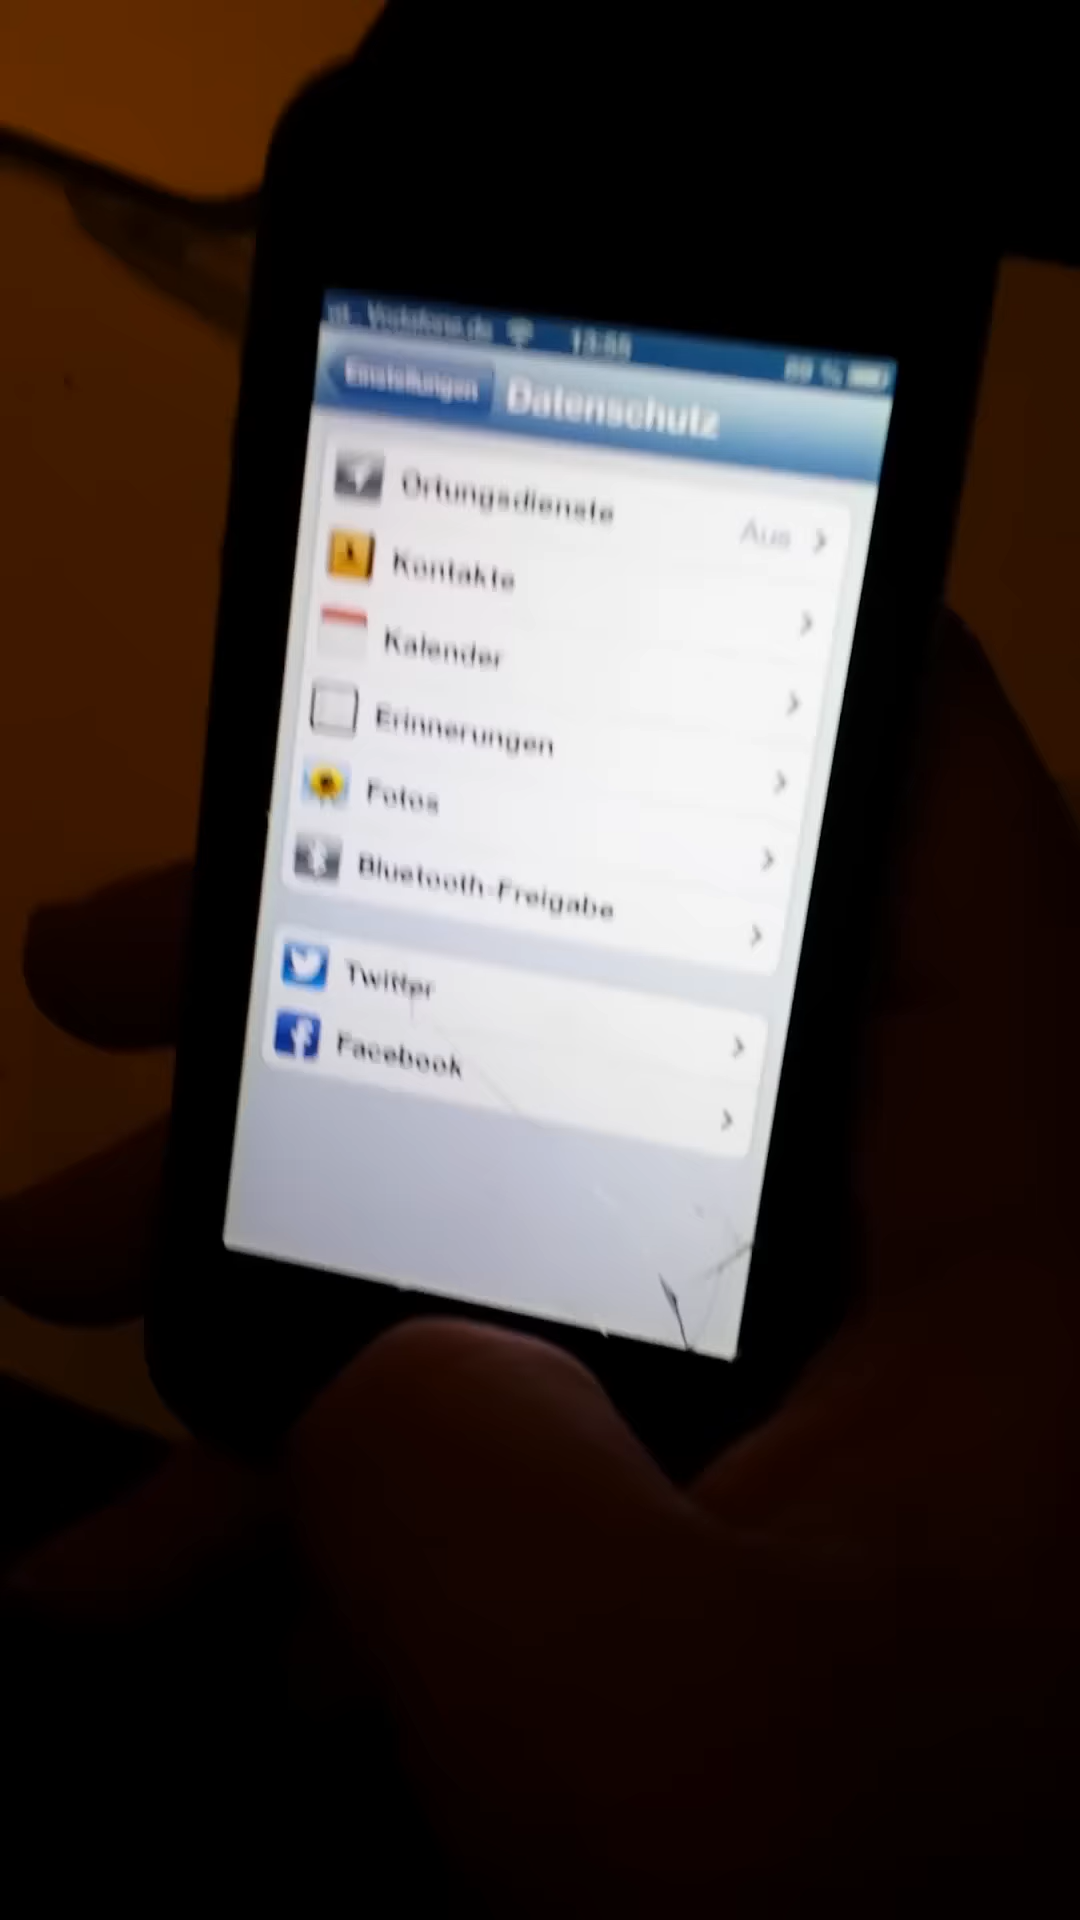 Vodafone.de
Einstellungen
Datenschutz
Ortungsdienste
Aus
Kontakte
Kalender
Erinnerungen
Fotos
Bluetooth-Freigabe
Twitter
Facebook